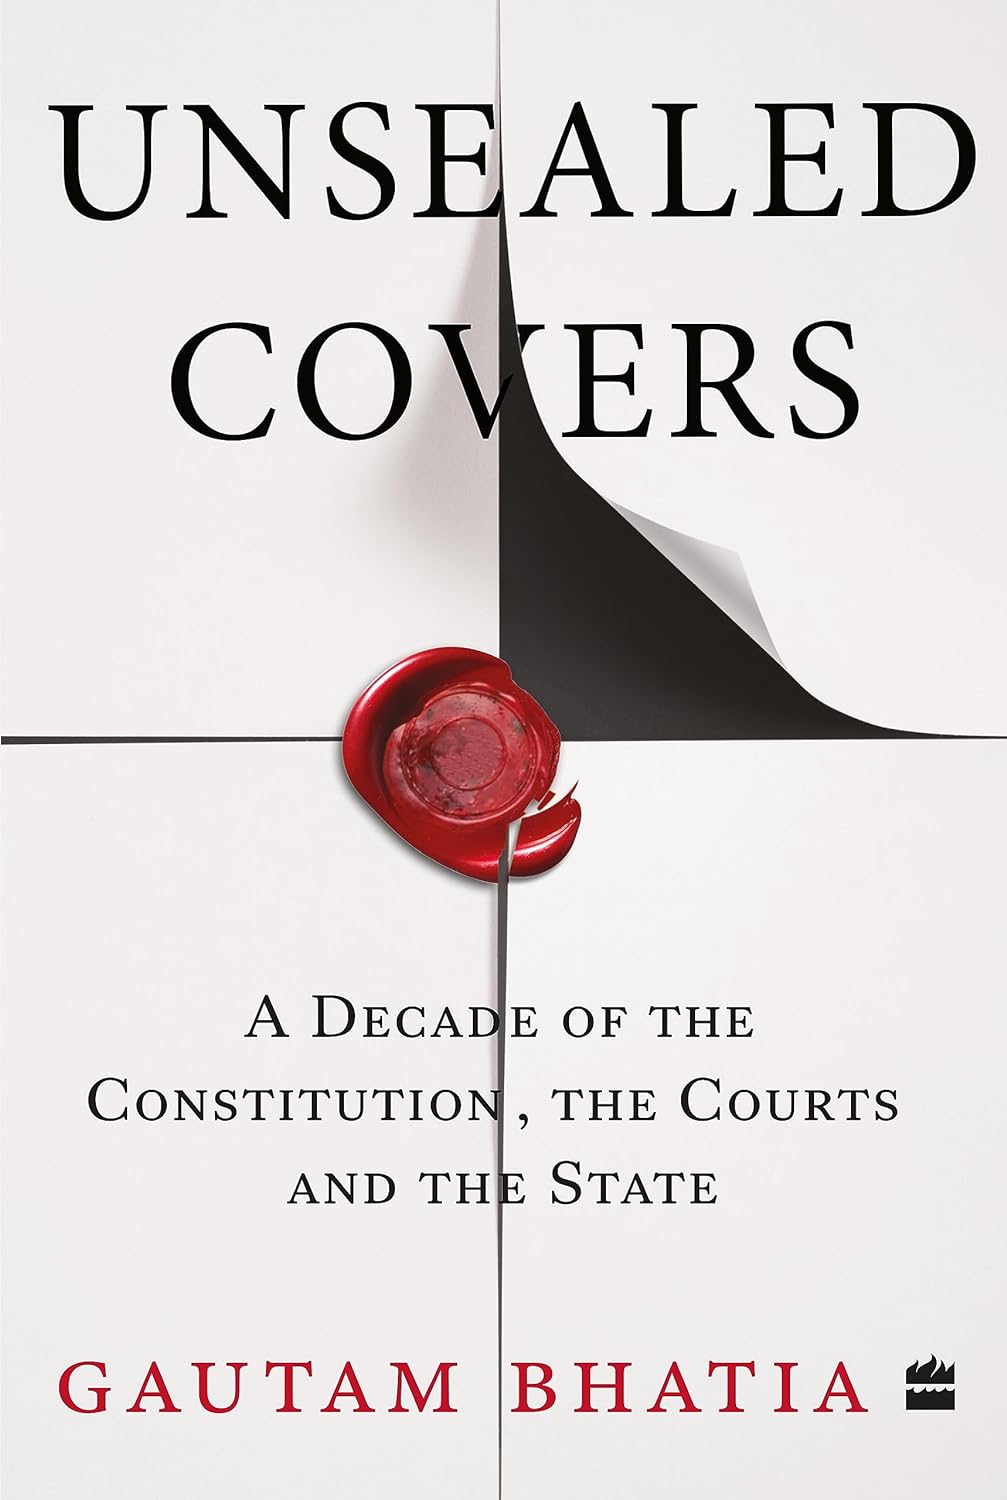 UNSEALED
COVERS
A DECADE OF THE
CONSTITUTION, THE COURTS
AND THE STATE
GAUTAM BHATIA